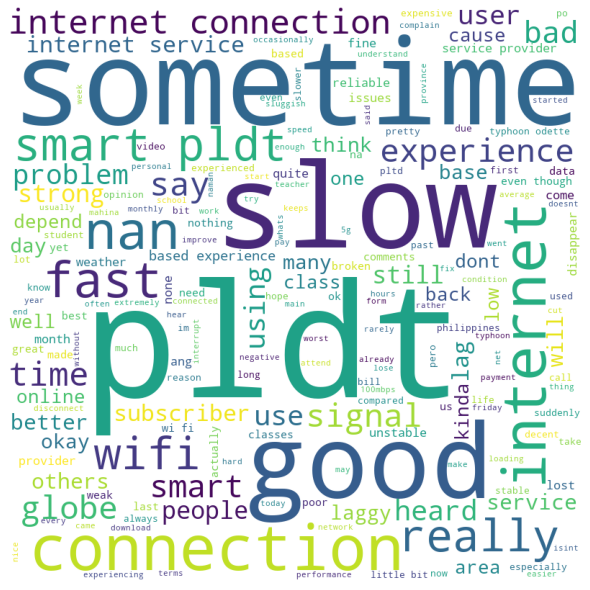 internet connection
user
expensive
complain
po
occasionally
cause
bad
internet service
fine
based
understand
service provider
sometime
slower
even
reliable
province
started
week
sluggish
issues
said
pretty
due
typhoon odette
smart pldt
video
speed
enough
think
na
experience
pltd
data
first
problem
personal
experienced
start
quite
one
base
come
even though
strong
opinion
teacher
say
slow
average
school
naman
usually
mahina
monthly
bit
work
try
keeps
5g
doesnt
disappear
depend
student
nan
nothing
improve
whats
pay
many
past
went
dont
internet
day
yet
weather
based experience
broken
comments
fix
condition
lot
fast
none
using
class
still
back
low
used
know
often
extremely
need
connected
hope
ok
hours
form
rather
philippines
typhoon
will
cut
well
best
year
end
pldt
main
month
hear
im
worst
rarely
lag
net
call
time
great
made
without
reason
ang
interrupt
negative
already
lose
pero
us
payment
thing
online
much
long
attend
bill
100mbps
compared
kinda
life
friday
suddenly
better
disconnect
subscriber
use
signal
decent
take
okay
wi fi
actually
classes
unstable
loading
provider
hard
wifi
good
may
make
stable
lost
others
weak
smart
poor
globe
last
people
today
laggy
heard
service
every
came
always
download
network
nice
connection
really
isint
area
especially
experiencing
terms
performance
little bit
now
easier